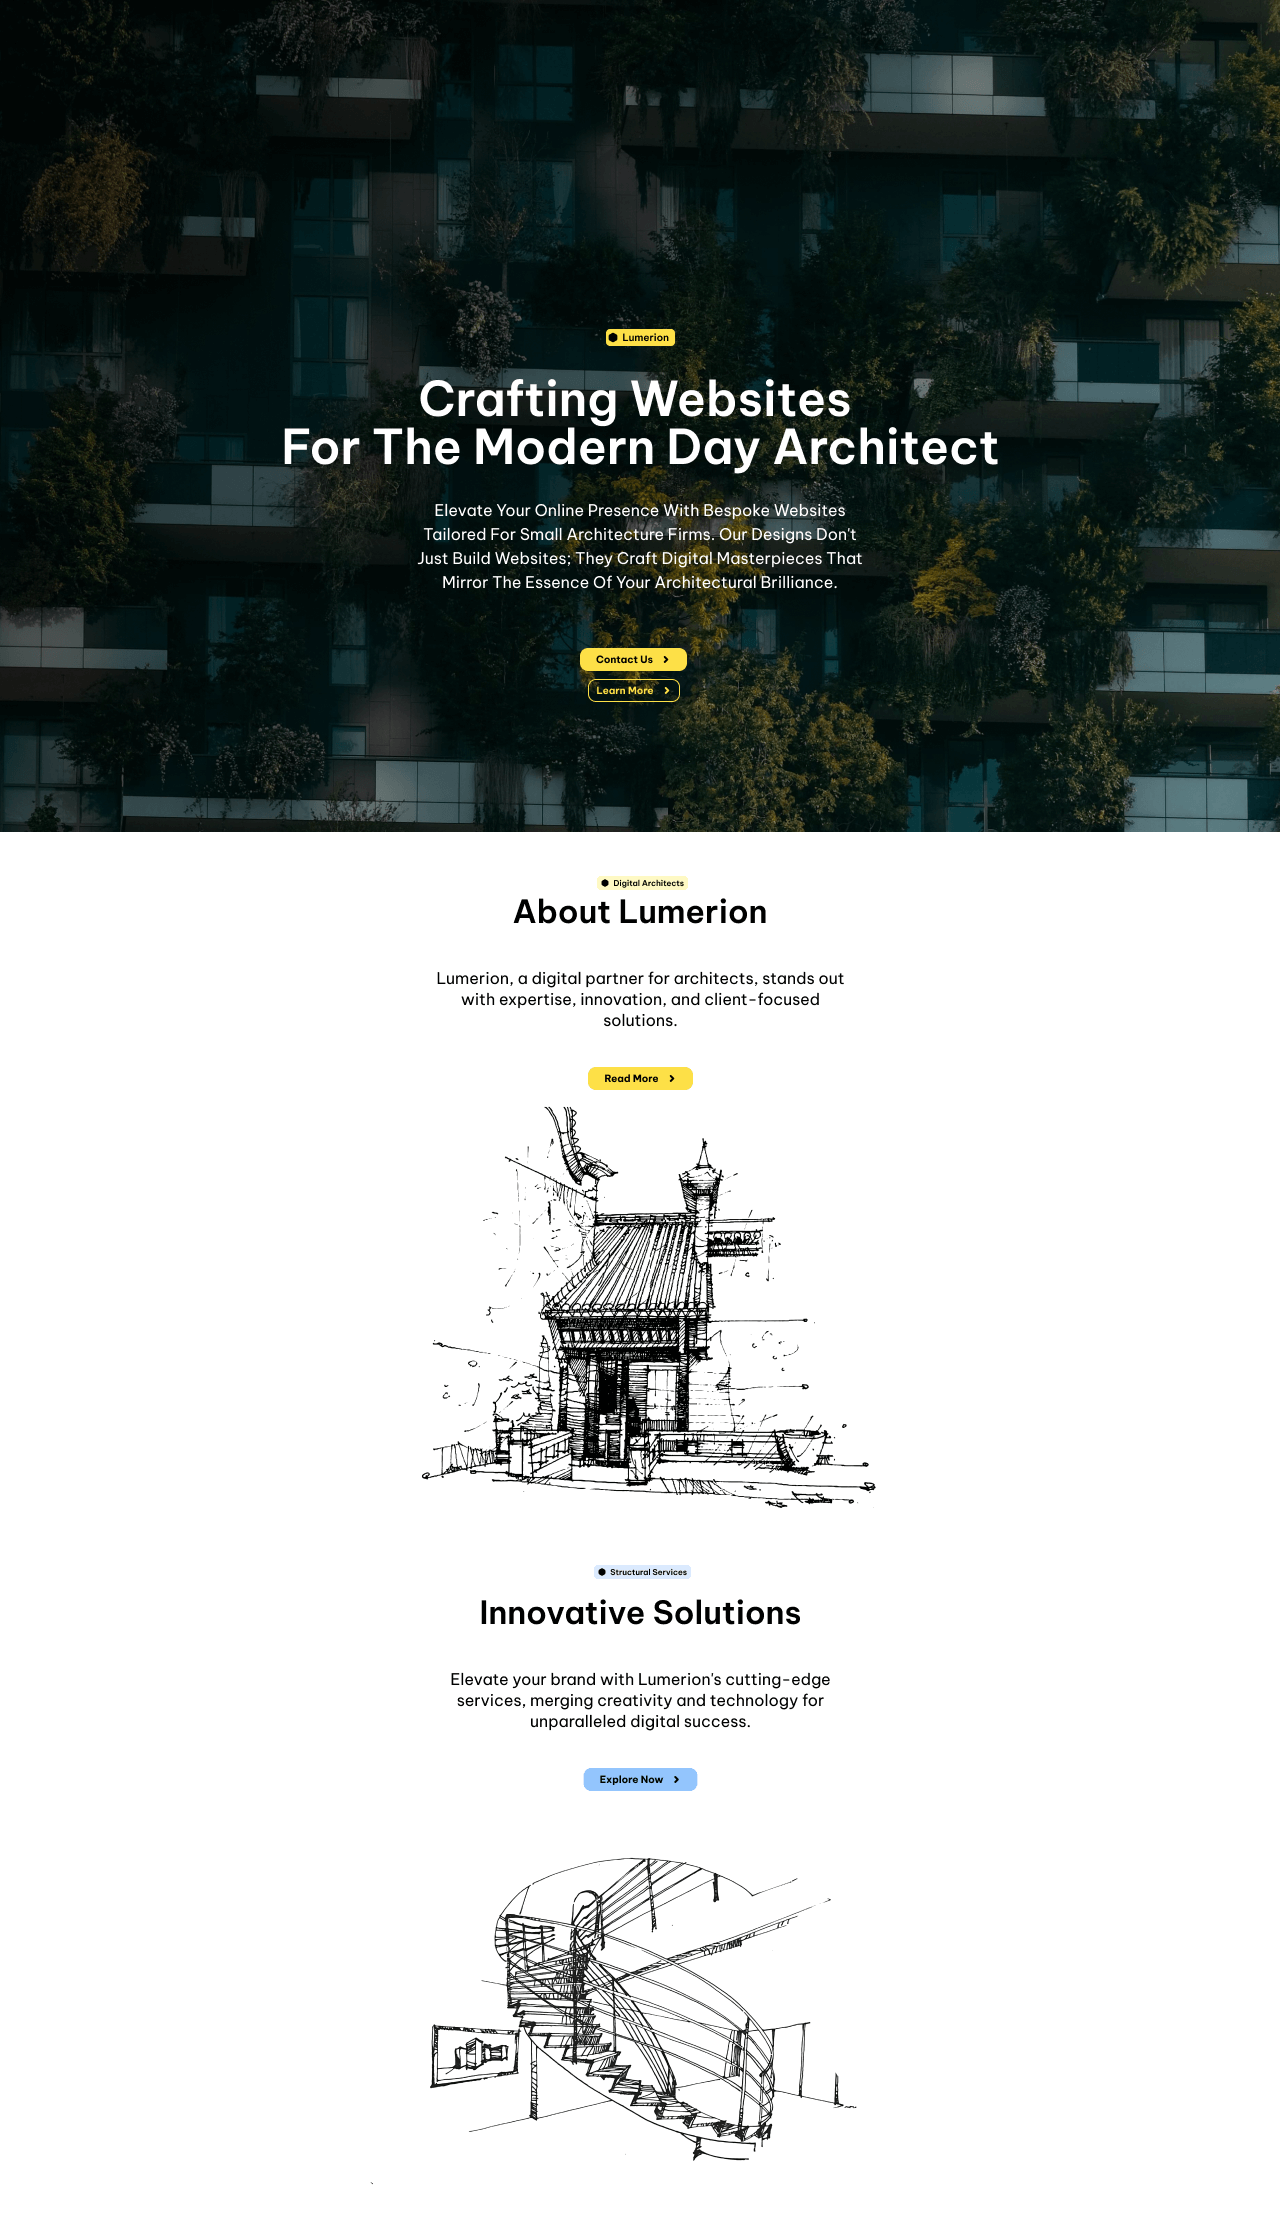 Lumerion
Crafting Websites
For The Modern Day Architect
Elevate Your Online Presence With Bespoke Websites
Tailored For Small Architecture Firms. Our Designs Don't
Just Build Websites; They Craft Digital Masterpieces That
Mirror The Essence Of Your Architectural Brilliance.
Contact Us
Learn More
Digital Architects
About Lumerion
Lumerion, a digital partner for architects, stands out
with expertise, innovation, and client-focused
solutions.
Read More
Structural Services
Innovative Solutions
Elevate your brand with Lumerion's cutting-edge
services, merging creativity and technology for
unparalleled digital success.
Explore Now